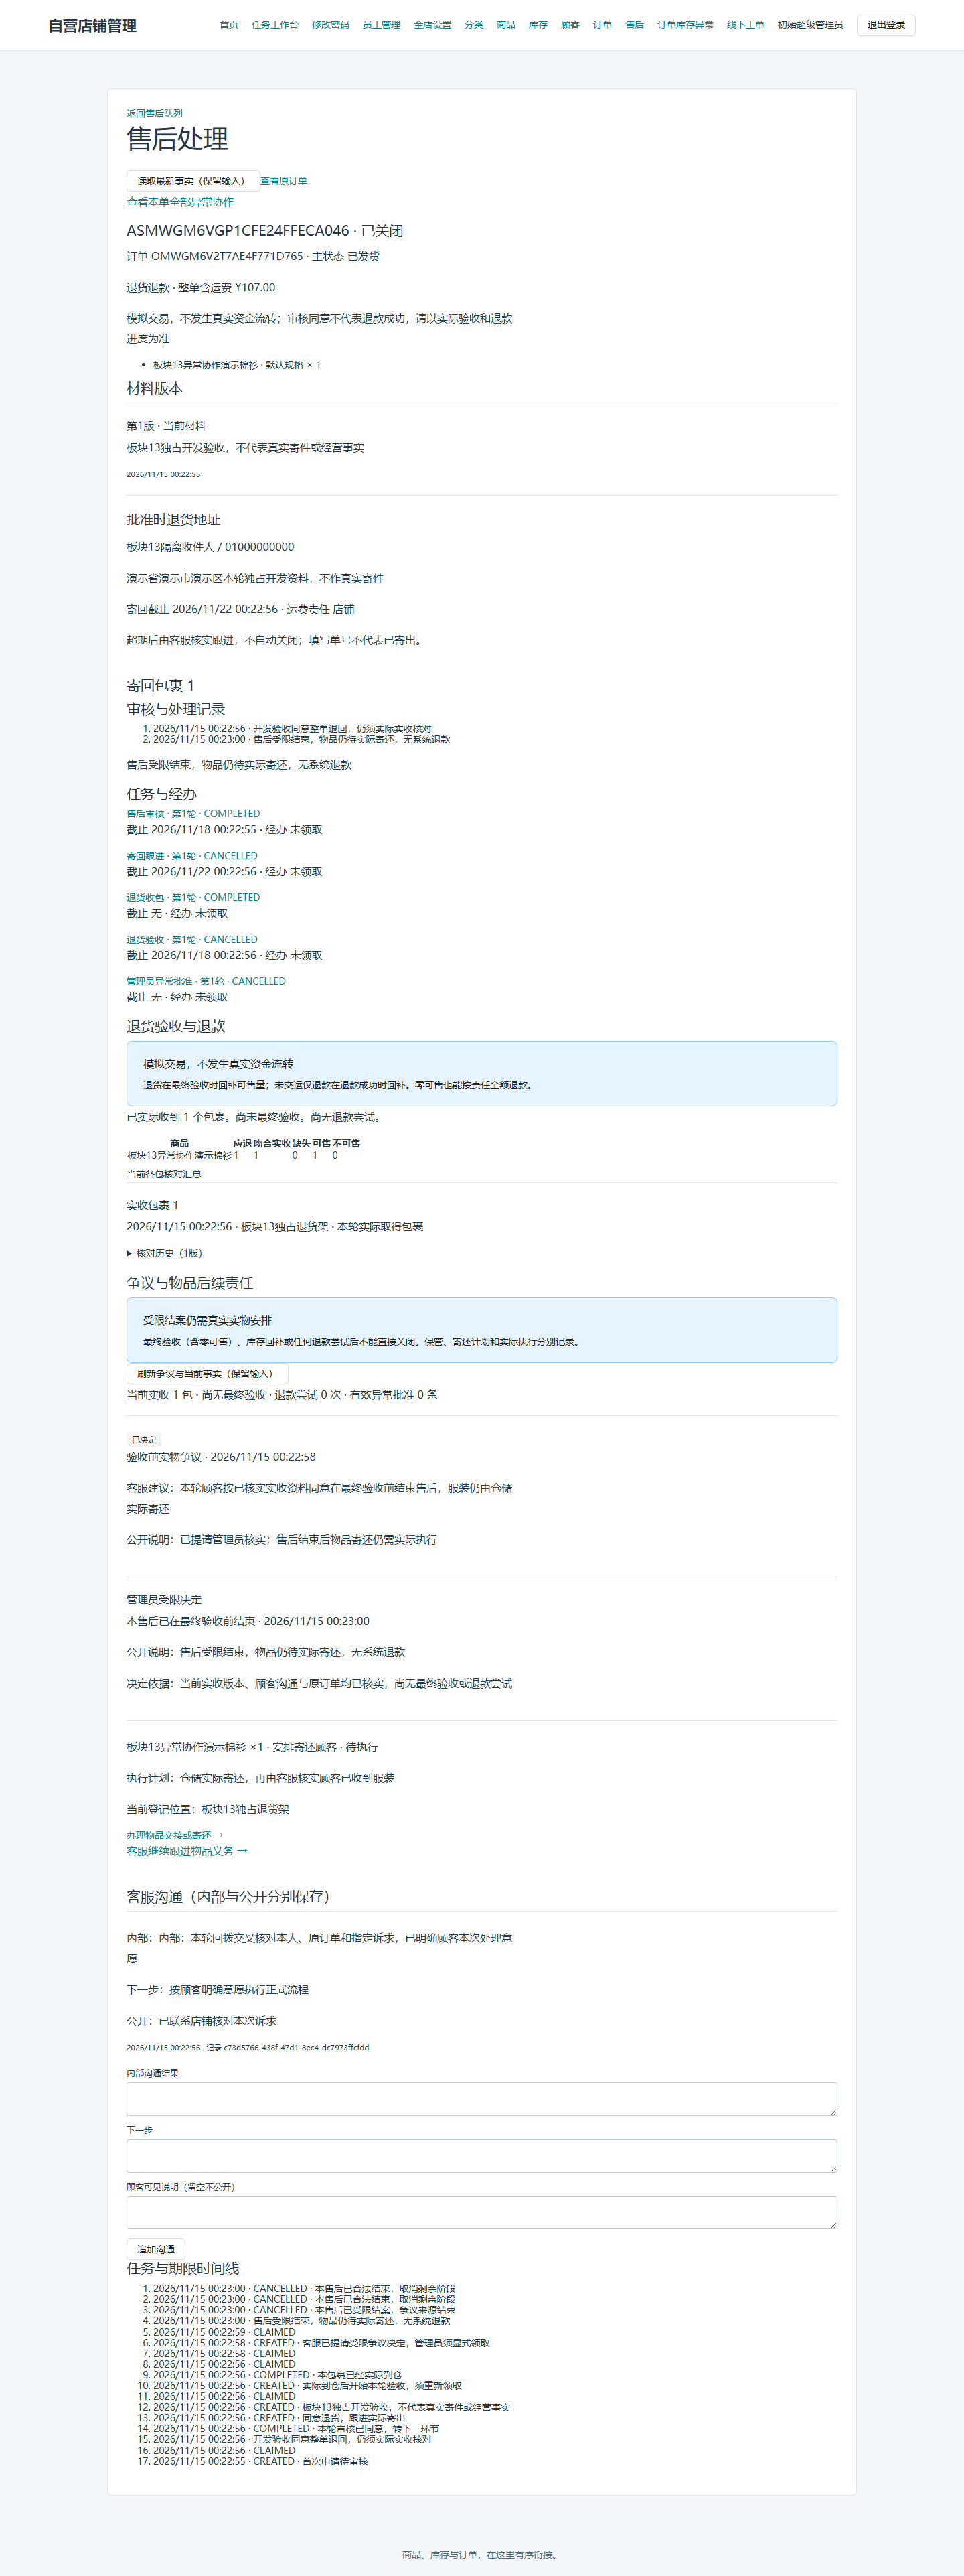 自营店铺管理
首页 任务工作台 修改密码 员工管理 全店设置 分类 商品 库存 顾客 订单 售后 订单库存异常 线下工单 初始超级管理员 退出登录
返回售后队列
售后处理
读取最新事实（保留输入） 查看原订单
查看本单全部异常协作
ASMWGM6VGP1CFE24FFECA046 · 已关闭
订单 OMWGM6V2T7AE4F771D765 · 主状态 已发货
退货退款 · 整单含运费 ¥107.00
模拟交易，不发生真实资金流转；审核同意不代表退款成功，请以实际验收和退款
进度为准
• 板块13异常协作演示棉衫 · 默认规格 × 1
材料版本
第1版 · 当前材料
板块13独占开发验收，不代表真实寄件或经营事实
2026/11/15 00:22:55
批准时退货地址
板块13隔离收件人 / 01000000000
演示省演示市演示区本轮独占开发资料，不作真实寄件
寄回截止 2026/11/22 00:22:56 · 运费责任 店铺
超期后由客服核实跟进，不自动关闭；填写单号不代表已寄出。
寄回包裹 1
审核与处理记录
1. 2026/11/15 00:22:56 · 开发验收同意整单退回，仍须实际实收核对
2. 2026/11/15 00:23:00 · 售后受限结束，物品仍待实际寄还，无系统退款
售后受限结束，物品仍待实际寄还，无系统退款
任务与经办
售后审核 · 第1轮 · COMPLETED
截止 2026/11/18 00:22:55 · 经办 未领取
寄回跟进 · 第1轮 · CANCELLED
截止 2026/11/22 00:22:56 · 经办 未领取
退货收包 · 第1轮 · COMPLETED
截止 无 · 经办 未领取
退货验收 · 第1轮 · CANCELLED
截止 2026/11/18 00:22:56 · 经办 未领取
管理员异常批准 · 第1轮 · CANCELLED
截止 无 · 经办 未领取
退货验收与退款
模拟交易，不发生真实资金流转
退货在最终验收时回补可售量；未交运仅退款在退款成功时回补。零可售也能按责任全额退款。
已实际收到 1 个包裹。尚未最终验收。尚无退款尝试。
商品 应退 吻合实收 缺失 可售 不可售
板块13异常协作演示棉衫 1 1 0 1 0
当前各包核对汇总
实收包裹 1
2026/11/15 00:22:56 · 板块13独占退货架 · 本轮实际取得包裹
▶ 核对历史（1版）
争议与物品后续责任
受限结案仍需真实实物安排
最终验收（含零可售）、库存回补或任何退款尝试后不能直接关闭。保管、寄还计划和实际执行分别记录。
刷新争议与当前事实（保留输入）
当前实收 1 包 · 尚无最终验收 · 退款尝试 0 次 · 有效异常批准 0 条
已决定
验收前实物争议 · 2026/11/15 00:22:58
客服建议：本轮顾客按已核实实收资料同意在最终验收前结束售后，服装仍由仓储
实际寄还
公开说明：已提请管理员核实；售后结束后物品寄还仍需实际执行
管理员受限决定
本售后已在最终验收前结束 · 2026/11/15 00:23:00
公开说明：售后受限结束，物品仍待实际寄还，无系统退款
决定依据：当前实收版本、顾客沟通与原订单均已核实，尚无最终验收或退款尝试
板块13异常协作演示棉衫 ×1 · 安排寄还顾客 · 待执行
执行计划：仓储实际寄还，再由客服核实顾客已收到服装
当前登记位置：板块13独占退货架
办理物品交接或寄还 →
客服继续跟进物品义务 →
客服沟通（内部与公开分别保存）
内部：内部：本轮回拨交叉核对本人、原订单和指定诉求，已明确顾客本次处理意
愿
下一步：按顾客明确意愿执行正式流程
公开：已联系店铺核对本次诉求
2026/11/15 00:22:56 · 记录 c73d5766-438f-47d1-8ec4-dc7973ffcfdd
内部沟通结果
下一步
顾客可见说明（留空不公开）
追加沟通
任务与期限时间线
1. 2026/11/15 00:23:00 · CANCELLED · 本售后已合法结束，取消剩余阶段
2. 2026/11/15 00:23:00 · CANCELLED · 本售后已合法结束，取消剩余阶段
3. 2026/11/15 00:23:00 · CANCELLED · 本售后已受限结案，争议来源结束
4. 2026/11/15 00:23:00 · 售后受限结束，物品仍待实际寄还，无系统退款
5. 2026/11/15 00:22:59 · CLAIMED
6. 2026/11/15 00:22:58 · CREATED · 客服已提请受限争议决定，管理员须显式领取
7. 2026/11/15 00:22:58 · CLAIMED
8. 2026/11/15 00:22:56 · CLAIMED
9. 2026/11/15 00:22:56 · COMPLETED · 本包裹已经实际到仓
10. 2026/11/15 00:22:56 · CREATED · 实际到仓后开始本轮验收，须重新领取
11. 2026/11/15 00:22:56 · CLAIMED
12. 2026/11/15 00:22:56 · CREATED · 板块13独占开发验收，不代表真实寄件或经营事实
13. 2026/11/15 00:22:56 · CREATED · 同意退货，跟进实际寄出
14. 2026/11/15 00:22:56 · COMPLETED · 本轮审核已同意，转下一环节
15. 2026/11/15 00:22:56 · 开发验收同意整单退回，仍须实际实收核对
16. 2026/11/15 00:22:56 · CLAIMED
17. 2026/11/15 00:22:55 · CREATED · 首次申请待审核
商品、库存与订单，在这里有序衔接。